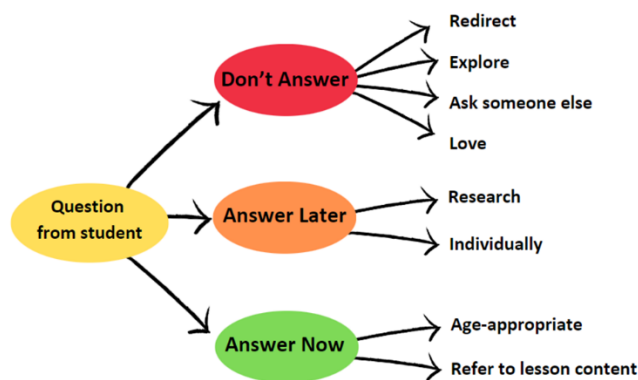 Question
from student
Don’t Answer
Redirect
Explore
Ask someone else
Love
Answer Later
Research
Individually
Answer Now
Age-appropriate
Refer to lesson content